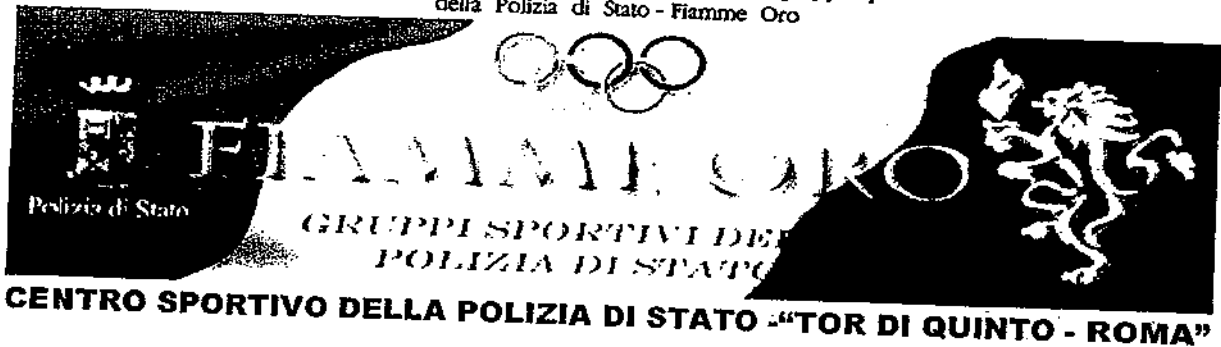 della Polizia di Stato - Fiamme Oro
FIAMME ORO
Polizia di Stato
GRUPPI SPORTIVI DE
POLIZIA DI STATO
CENTRO SPORTIVO DELLA POLIZIA DI STATO -“TOR DI QUINTO - ROMA”